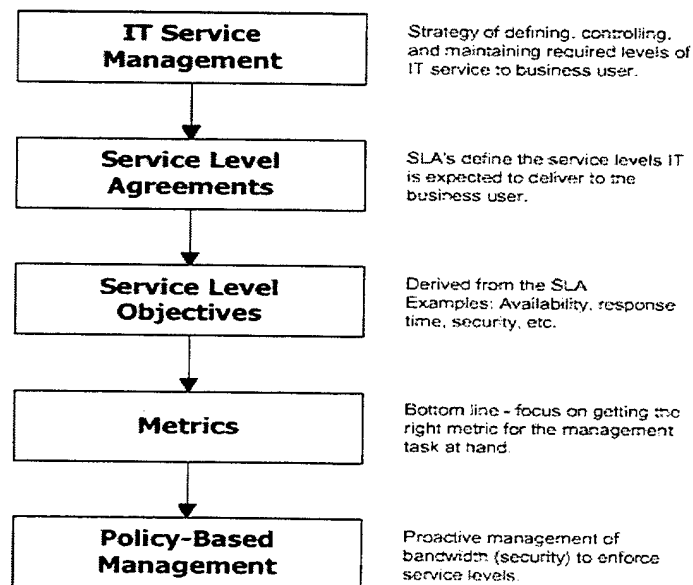 IT Service
Management
Strategy of defining, controlling,
and maintaining required levels of
IT service to business user.
Service Level
Agreements
SLA's define the service levels IT
is expected to deliver to the
business user.
Service Level
Objectives
Derived from the SLA
Examples: Availability, response
time, security, etc.
Metrics
Bottom line - focus on getting the
right metric for the management
task at hand.
Policy-Based
Management
Proactive management of
bandwidth (security) to enforce
service levels.